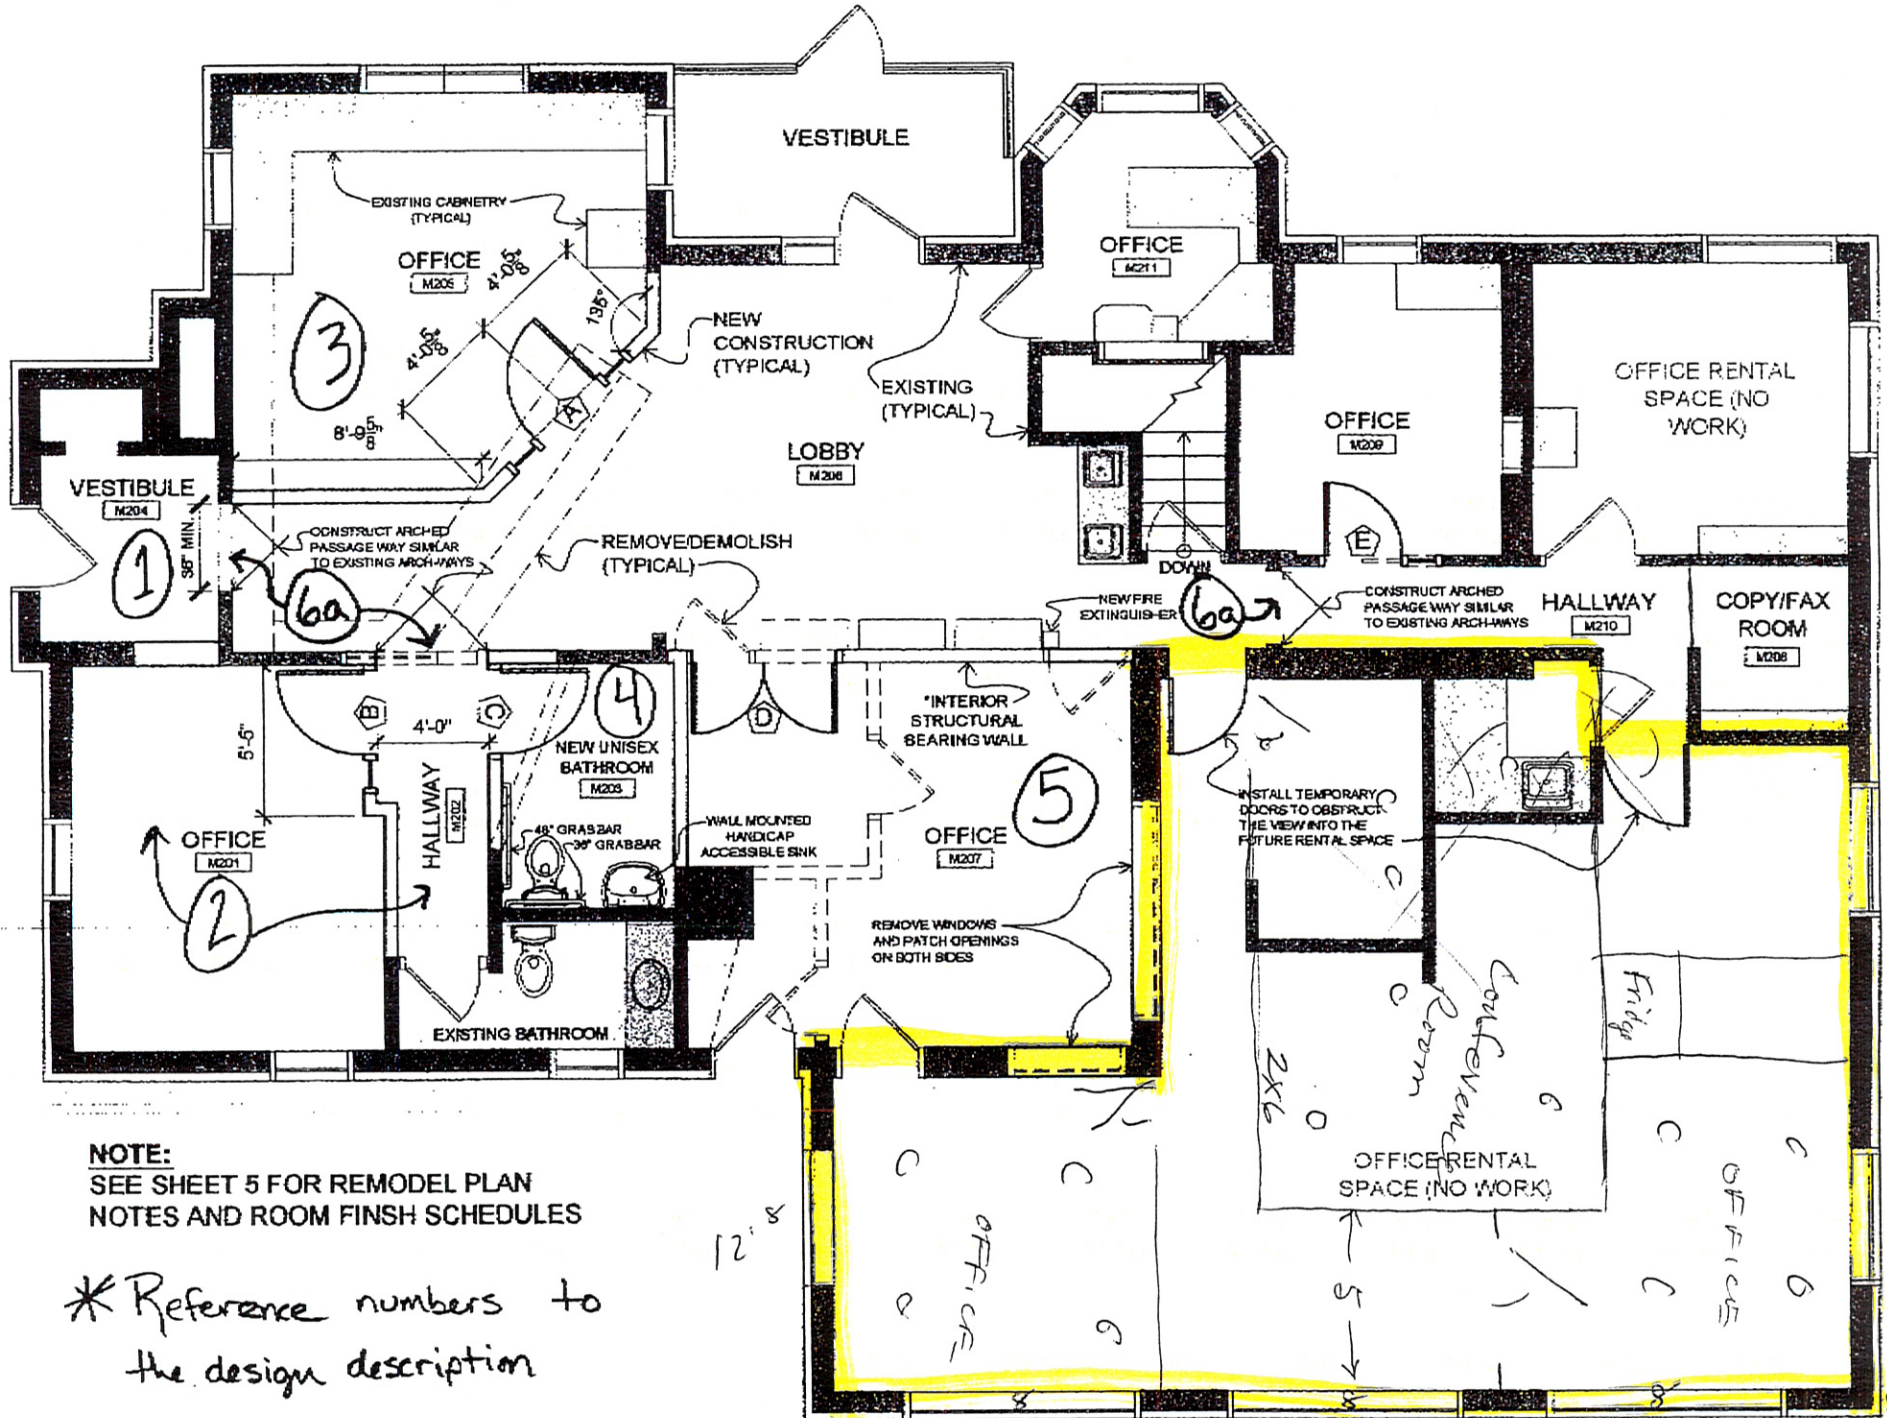 VESTIBULE
EXISTING CABINETRY
(TYPICAL)
OFFICE
M205
4'-0 5/8"
4'-0 5/8"
8'-9 5/8"
135°
A
3
NEW
CONSTRUCTION
(TYPICAL)
EXISTING
(TYPICAL)
OFFICE
M211
OFFICE RENTAL
SPACE (NO
WORK)
OFFICE
M209
LOBBY
M206
VESTIBULE
M204
38" MIN.
1
CONSTRUCT ARCHED
PASSAGE WAY SIMILAR
TO EXISTING ARCH-WAYS
6a
REMOVE/DEMOLISH
(TYPICAL)
DOWN
E
NEW FIRE
EXTINGUISHER
6a
CONSTRUCT ARCHED
PASSAGE WAY SIMILAR
TO EXISTING ARCH-WAYS
HALLWAY
M210
COPY/FAX
ROOM
M208
B
C
4'-0"
5'-6"
4
NEW UNISEX
BATHROOM
M203
D
*INTERIOR
STRUCTURAL
BEARING WALL
5
OFFICE
M207
INSTALL TEMPORARY
DOORS TO OBSTRUCT
THE VIEW INTO THE
FUTURE RENTAL SPACE
OFFICE
M201
2
HALLWAY
M202
48" GRAB BAR
36" GRAB BAR
WALL MOUNTED
HANDICAP
ACCESSIBLE SINK
REMOVE WINDOWS
AND PATCH OPENINGS
ON BOTH SIDES
EXISTING BATHROOM
Fridge
Conference
Room
2x6
OFFICE RENTAL
SPACE (NO WORK)
OFFICE
OFFICE
5
12' 8
8
8
8
NOTE:
SEE SHEET 5 FOR REMODEL PLAN
NOTES AND ROOM FINSH SCHEDULES
* Reference numbers to
the design description